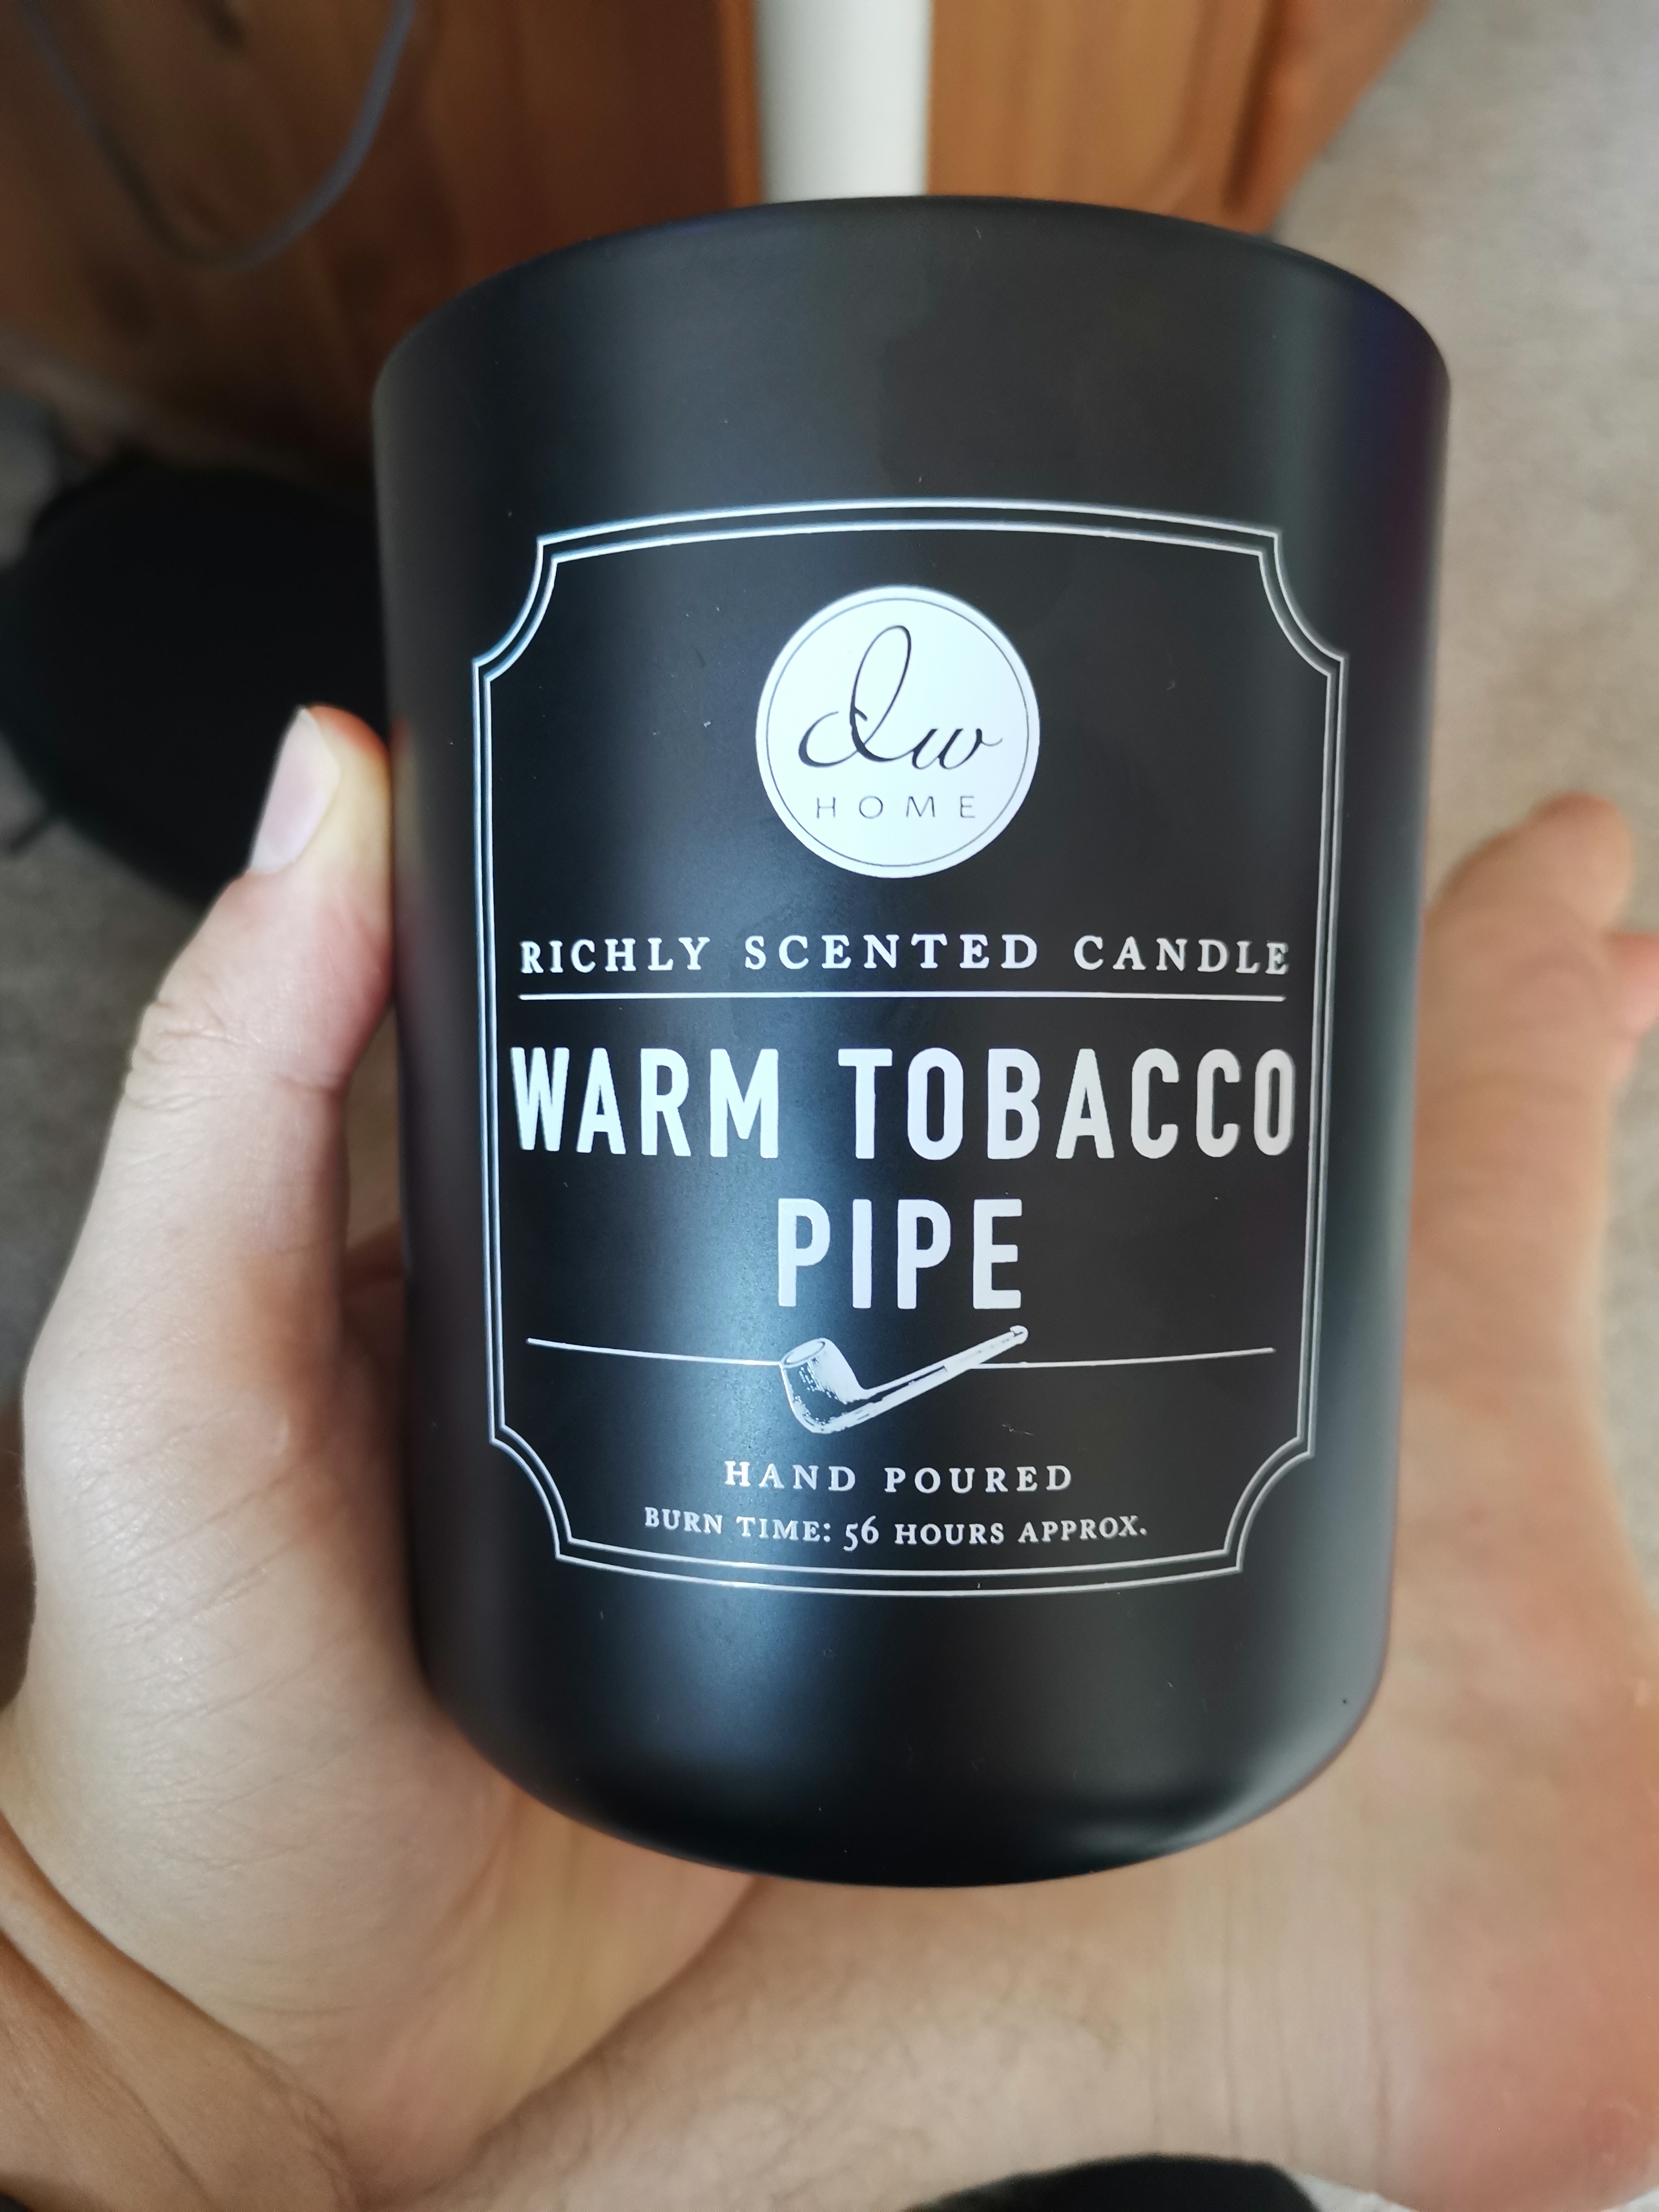 dw
HOME
RICHLY SCENTED CANDLE
WARM TOBACCO
PIPE
HAND POURED
BURN TIME: 56 HOURS APPROX.